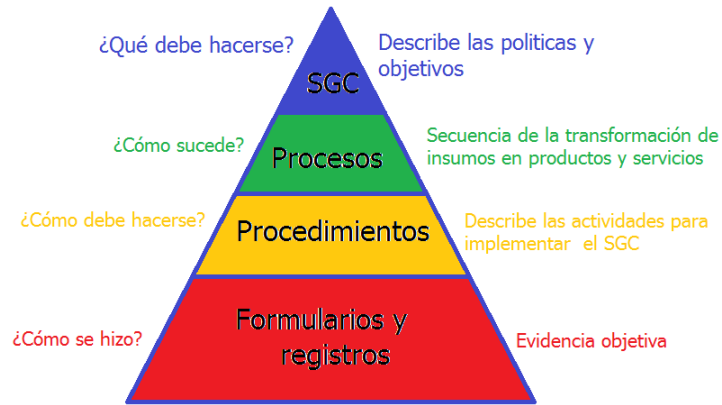 ¿Qué debe hacerse?
SGC
Describe las politicas y
objetivos
¿Cómo sucede?
Procesos
Secuencia de la transformación de
insumos en productos y servicios
¿Cómo debe hacerse?
Procedimientos
Describe las actividades para
implementar el SGC
¿Cómo se hizo?
Formularios y
registros
Evidencia objetiva